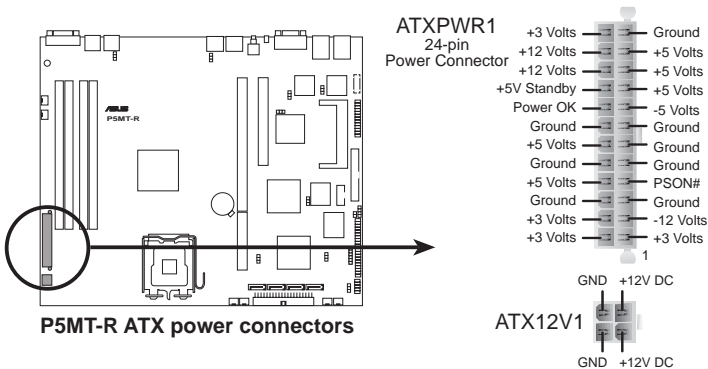 ATXPWR1
24-pin
Power Connector
+3 Volts
+12 Volts
+12 Volts
+5V Standby
Power OK
Ground
+5 Volts
Ground
+5 Volts
Ground
+3 Volts
+3 Volts
Ground
+5 Volts
+5 Volts
+5 Volts
-5 Volts
Ground
Ground
Ground
PSON#
Ground
-12 Volts
+3 Volts
1
ASUS
P5MT-R
GND +12V DC
ATX12V1
GND +12V DC
P5MT-R ATX power connectors